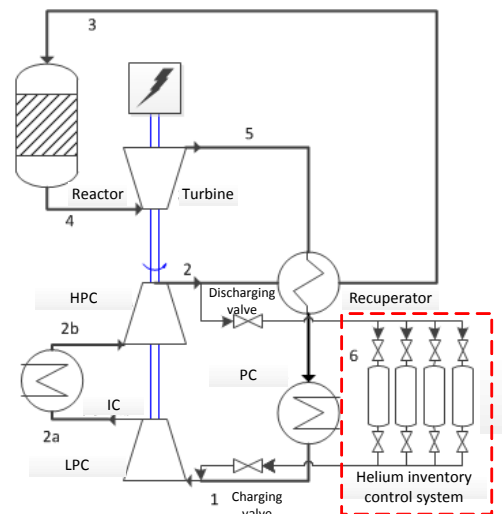 3
5
Reactor
Turbine
4
2
HPC
Discharging
valve
Recuperator
2b
6
PC
IC
2a
LPC
Helium inventory
control system
1
Charging
valve